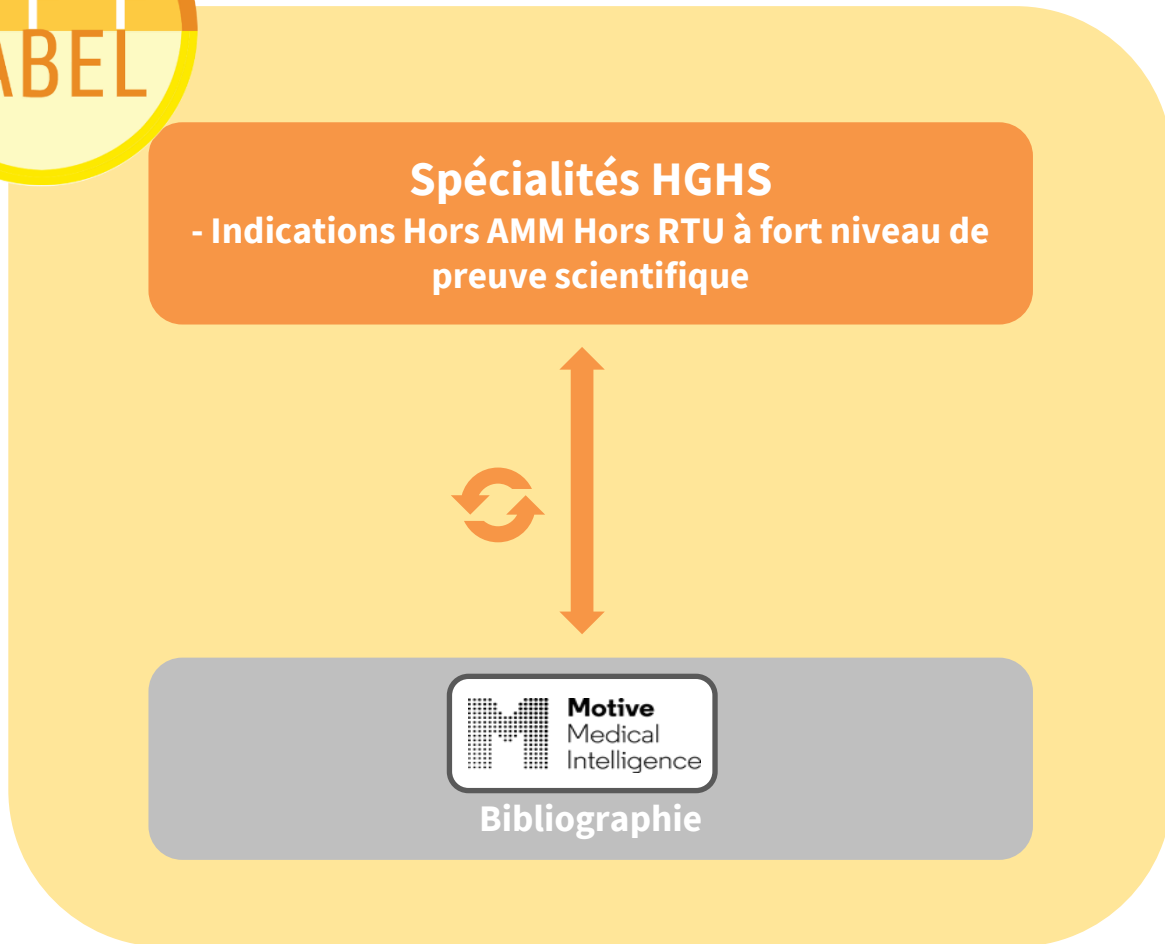 ABEL
Spécialités HGHS
- Indications Hors AMM Hors RTU à fort niveau de
preuve scientifique
Motive
Medical
Intelligence
Bibliographie